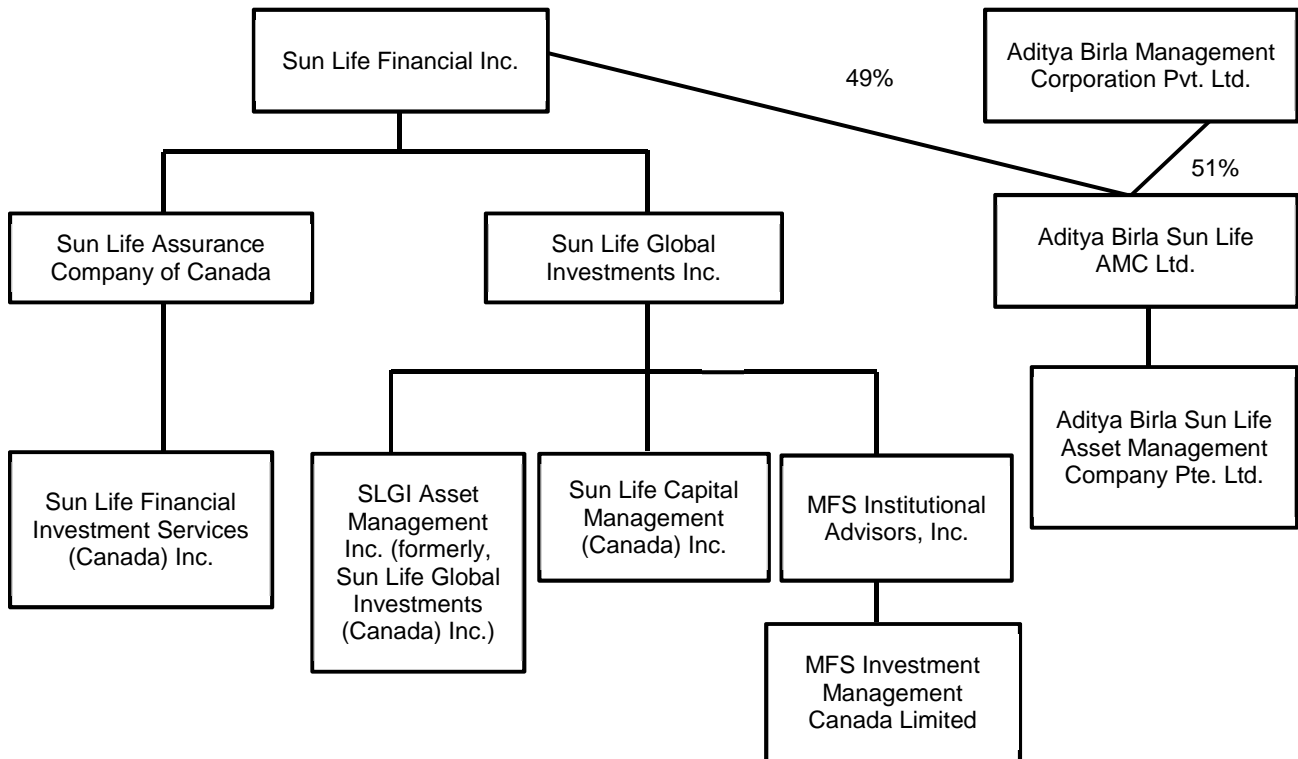 Sun Life Financial Inc.
49%
Aditya Birla Management
Corporation Pvt. Ltd.
51%
Sun Life Assurance
Company of Canada
Sun Life Global
Investments Inc.
Aditya Birla Sun Life
AMC Ltd.
Sun Life Financial
Investment Services
(Canada) Inc.
SLGI Asset
Management
Inc. (formerly,
Sun Life Global
Investments
(Canada) Inc.)
Sun Life Capital
Management
(Canada) Inc.
MFS Institutional
Advisors, Inc.
Aditya Birla Sun Life
Asset Management
Company Pte. Ltd.
MFS Investment
Management
Canada Limited